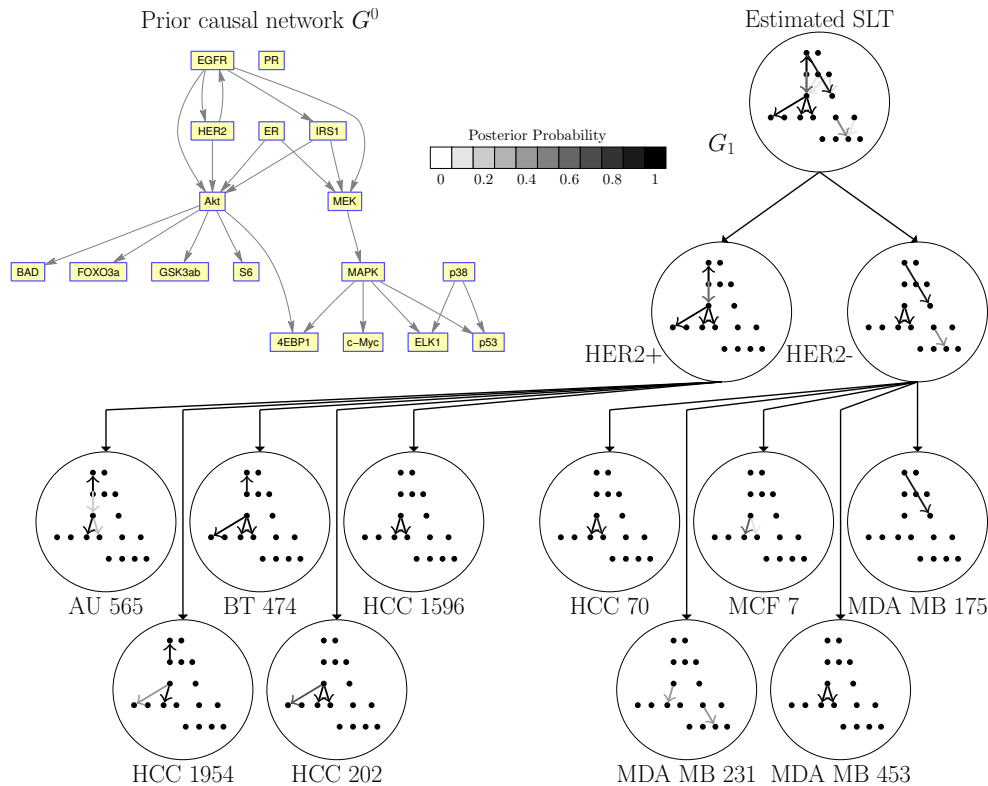 Prior causal network G⁰
Estimated SLT
EGFR
PR
HER2
ER
IRS1
Posterior Probability
0 0.2 0.4 0.6 0.8 1
G₁
Akt
MEK
BAD
FOXO3a
GSK3ab
S6
MAPK
p38
4EBP1
c−Myc
ELK1
p53
HER2+
HER2-
AU 565
BT 474
HCC 1596
HCC 70
MCF 7
MDA MB 175
HCC 1954
HCC 202
MDA MB 231
MDA MB 453